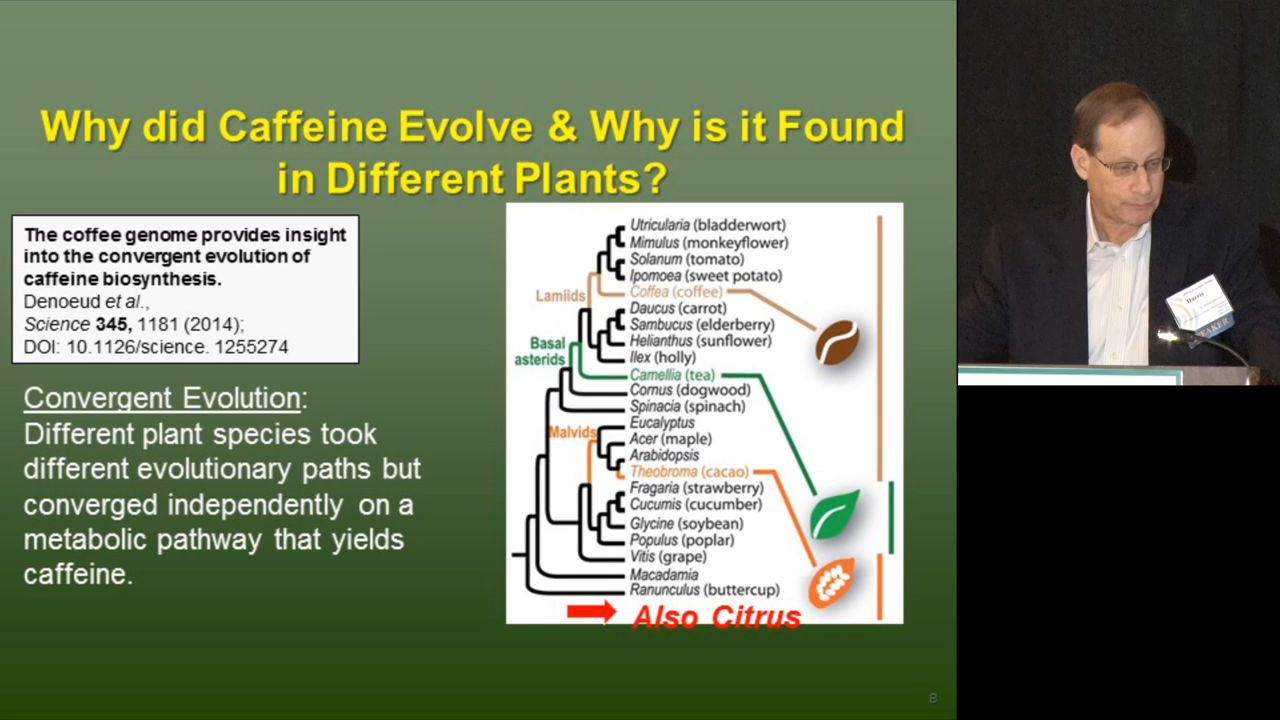 Why did Caffeine Evolve & Why is it Found
in Different Plants?
The coffee genome provides insight
into the convergent evolution of
caffeine biosynthesis.
Denoeud et al.,
Science 345, 1181 (2014);
DOI: 10.1126/science. 1255274
Convergent Evolution:
Different plant species took
different evolutionary paths but
converged independently on a
metabolic pathway that yields
caffeine.
Utricularia (bladderwort)
Mimulus (monkeyflower)
Solanum (tomato)
Ipomoea (sweet potato)
Lamiids
Coffea (coffee)
Daucus (carrot)
Sambucus (elderberry)
Helianthus (sunflower)
Basal
asterids
Ilex (holly)
Camellia (tea)
Cornus (dogwood)
Spinacia (spinach)
Eucalyptus
Malvids
Acer (maple)
Arabidopsis
Theobroma (cacao)
Fragaria (strawberry)
Cucumis (cucumber)
Glycine (soybean)
Populus (poplar)
Vitis (grape)
Macadamia
Ranunculus (buttercup)
Also Citrus
8
Harris